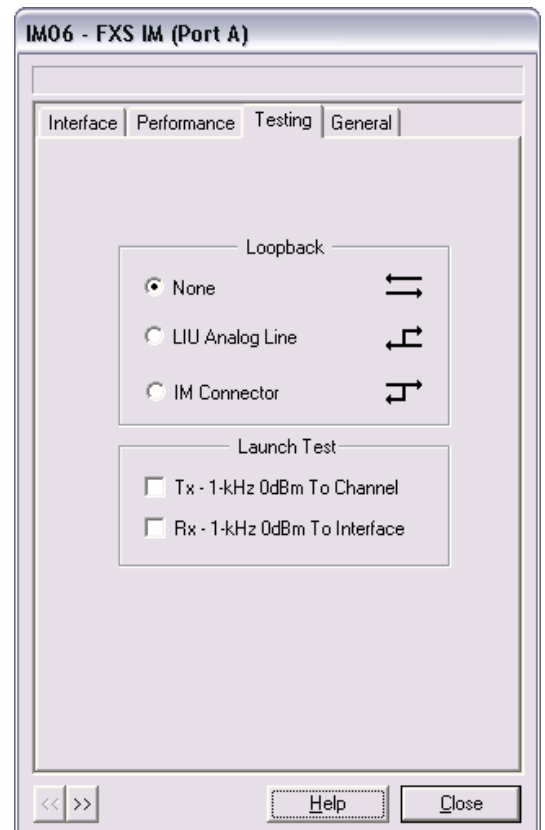 IM06 - FXS IM (Port A)
Interface Performance Testing General
Loopback
None
LIU Analog Line
IM Connector
Launch Test
Tx - 1-kHz 0dBm To Channel
Rx - 1-kHz 0dBm To Interface
<< >> Help Close